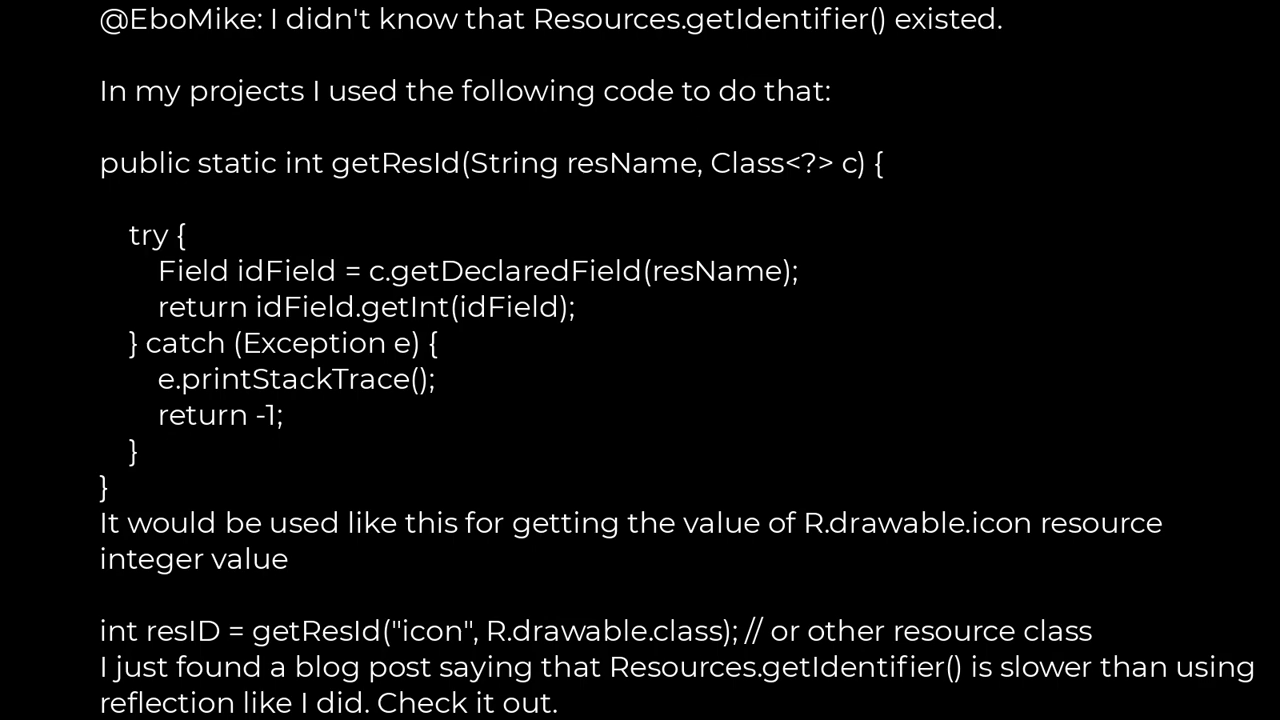 @EboMike: I didn't know that Resources.getIdentifier() existed.
In my projects I used the following code to do that:
public static int getResId(String resName, Class<?> c) {
try {
Field idField = c.getDeclaredField(resName);
return idField.getInt(idField);
} catch (Exception e) {
e.printStackTrace();
return -1;
}
}
It would be used like this for getting the value of R.drawable.icon resource
integer value
int resID = getResId("icon", R.drawable.class); // or other resource class
I just found a blog post saying that Resources.getIdentifier() is slower than using
reflection like I did. Check it out.